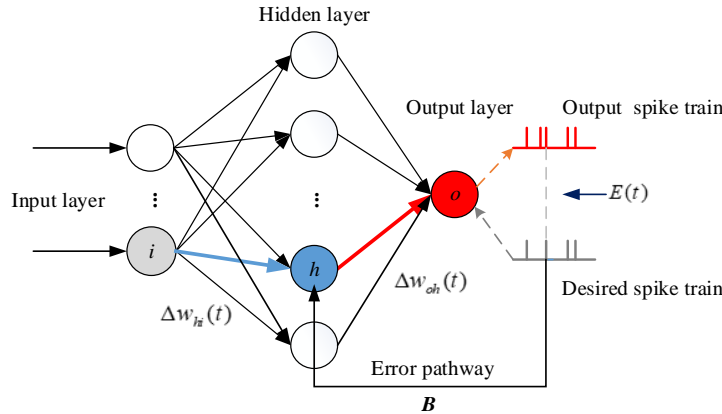 Hidden layer
Output layer
Output spike train
Input layer
i
o
E(t)
h
Δw_hi(t)
Δw_oh(t)
Desired spike train
Error pathway
B